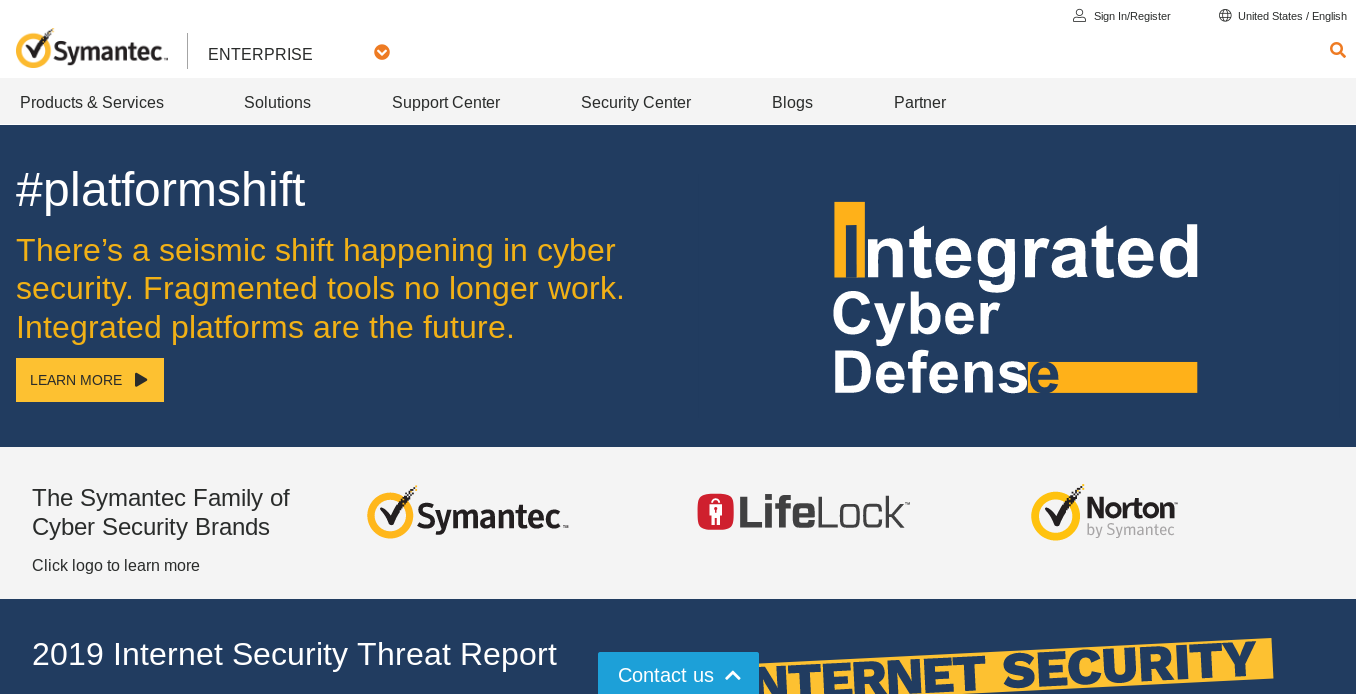 Sign In/Register
United States / English
Symantec™
ENTERPRISE
Products & Services
Solutions
Support Center
Security Center
Blogs
Partner
#platformshift
There’s a seismic shift happening in cyber
security. Fragmented tools no longer work.
Integrated platforms are the future.
LEARN MORE
Integrated
Cyber
Defense
The Symantec Family of
Cyber Security Brands
Click logo to learn more
Symantec™
LifeLock™
Norton™
by Symantec
2019 Internet Security Threat Report
Contact us
INTERNET SECURITY